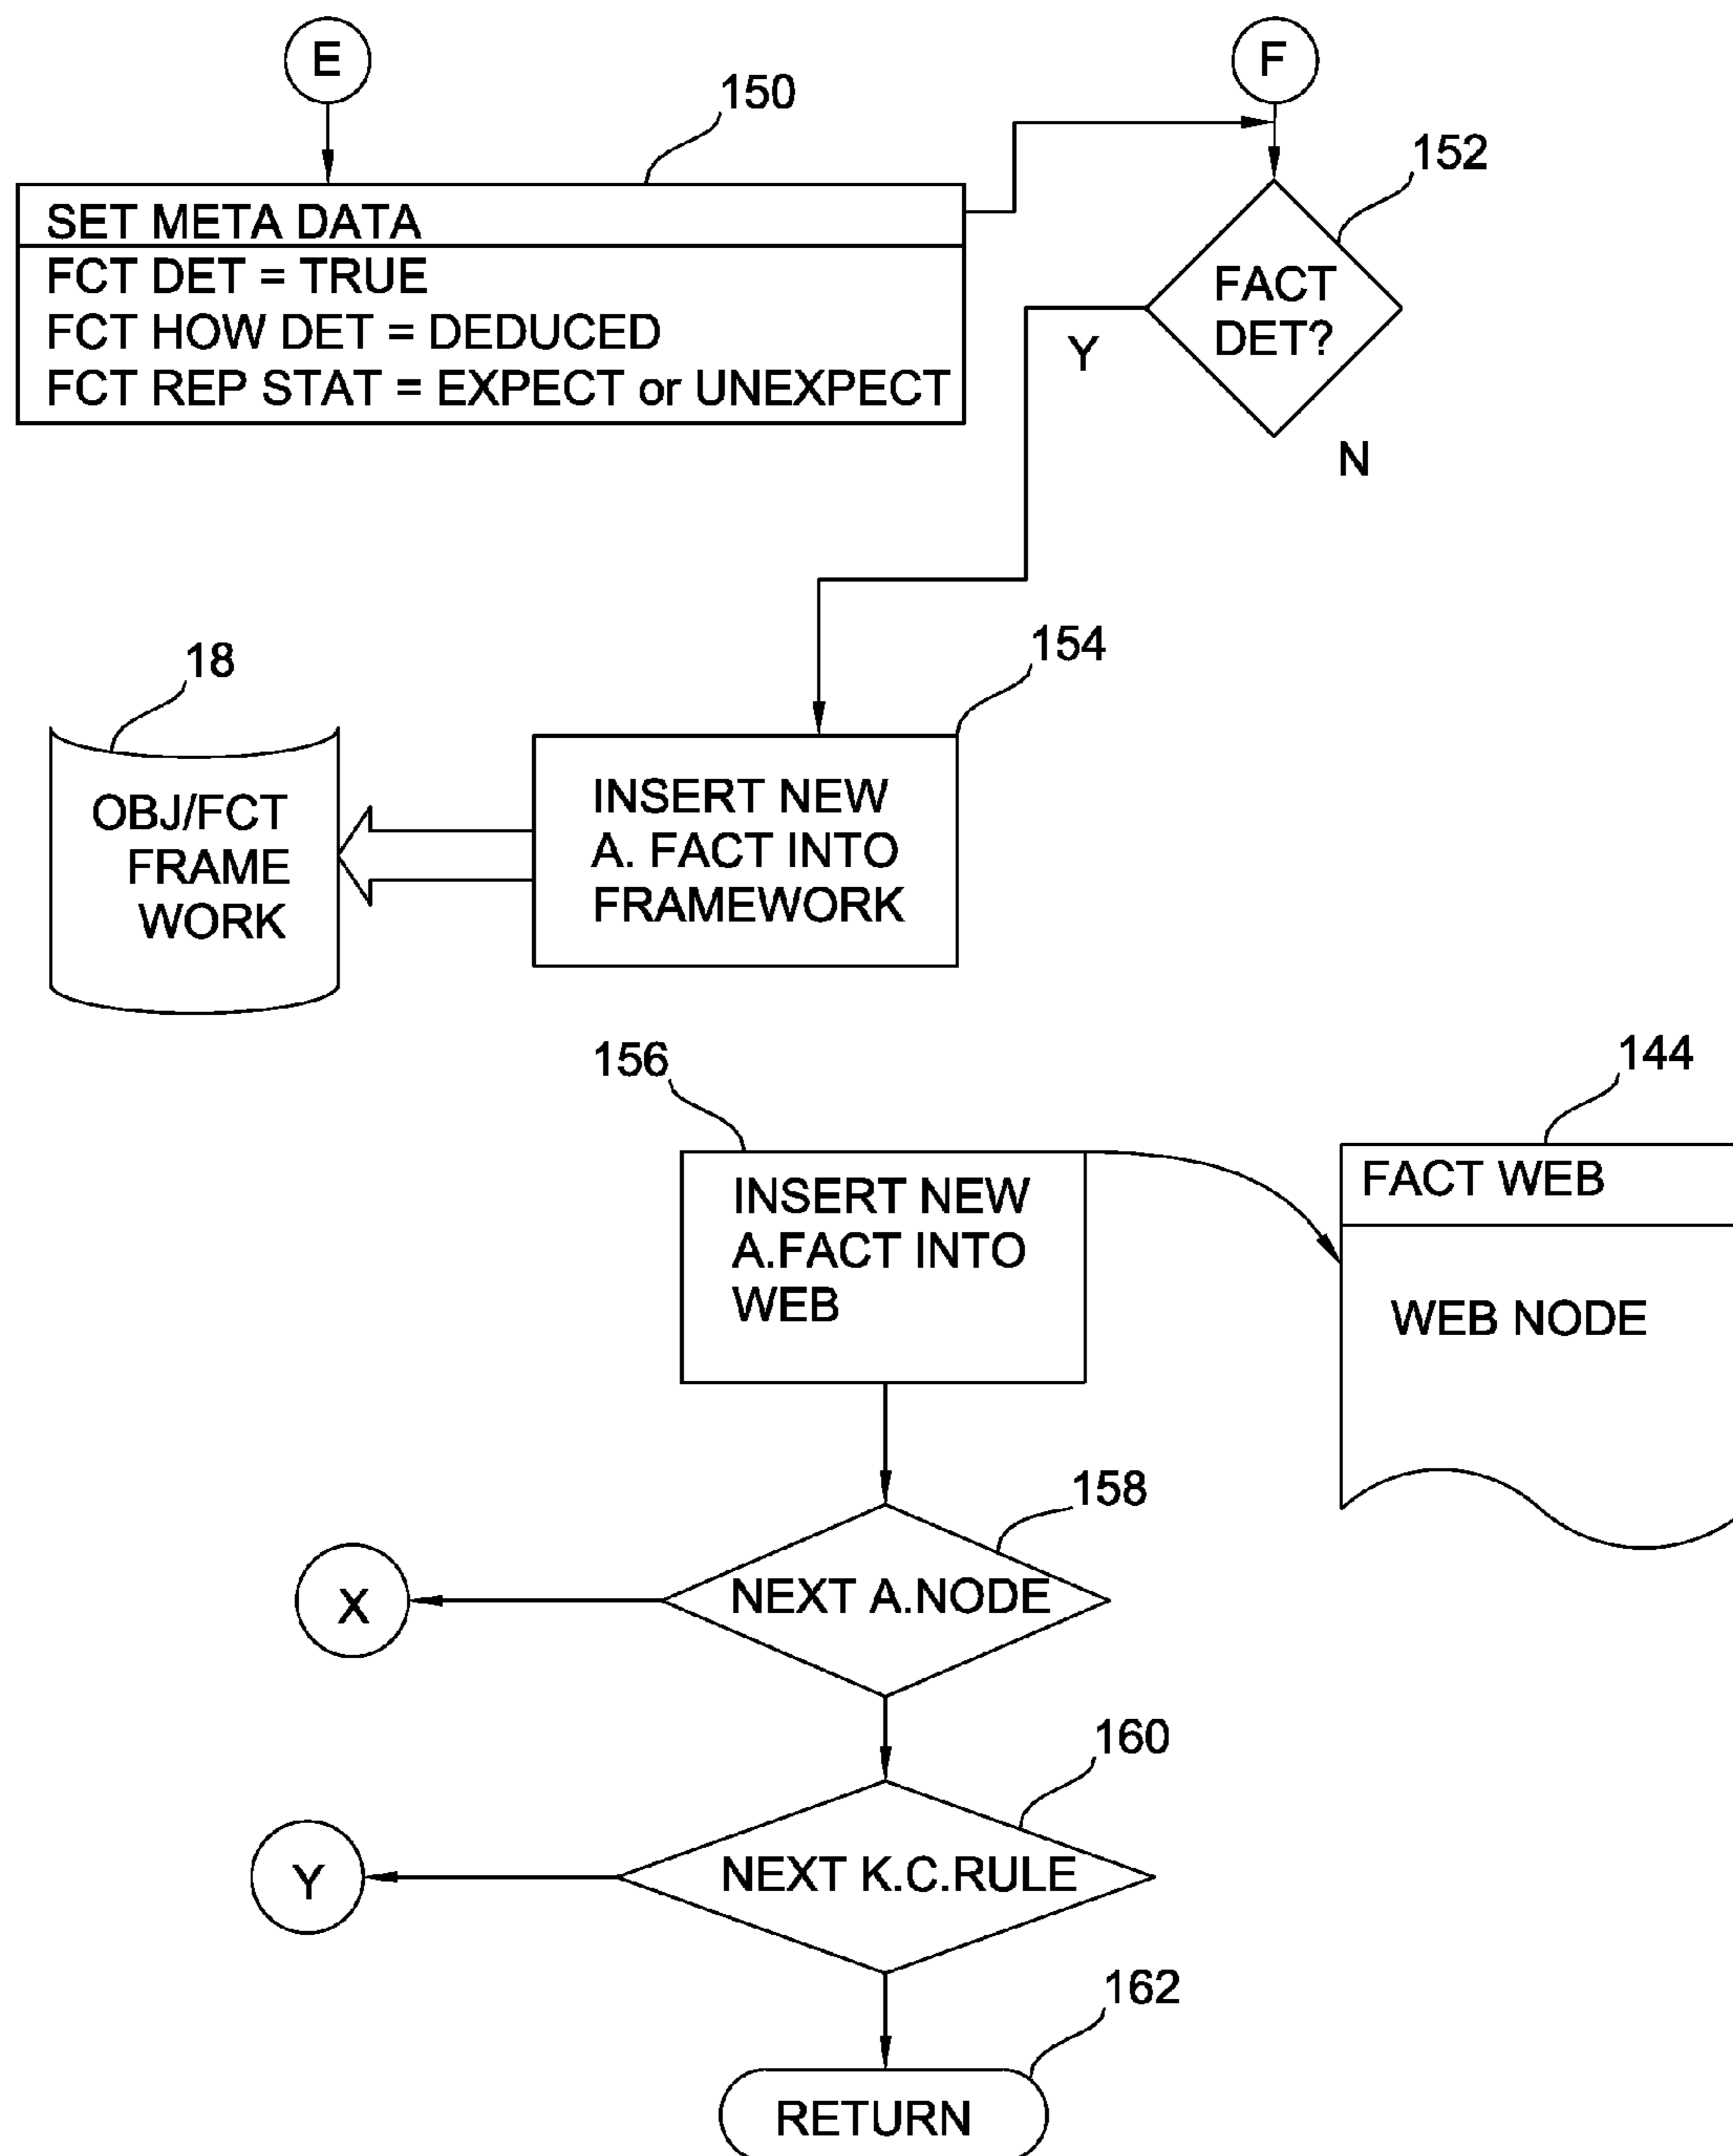 E
F
150
152
SET META DATA
FCT DET = TRUE
FCT HOW DET = DEDUCED
FCT REP STAT = EXPECT or UNEXPECT
FACT
DET?
Y
N
18
154
OBJ/FCT
FRAME
WORK
INSERT NEW
A. FACT INTO
FRAMEWORK
156
144
INSERT NEW
A.FACT INTO
WEB
FACT WEB
WEB NODE
158
X
NEXT A.NODE
160
Y
NEXT K.C.RULE
162
RETURN